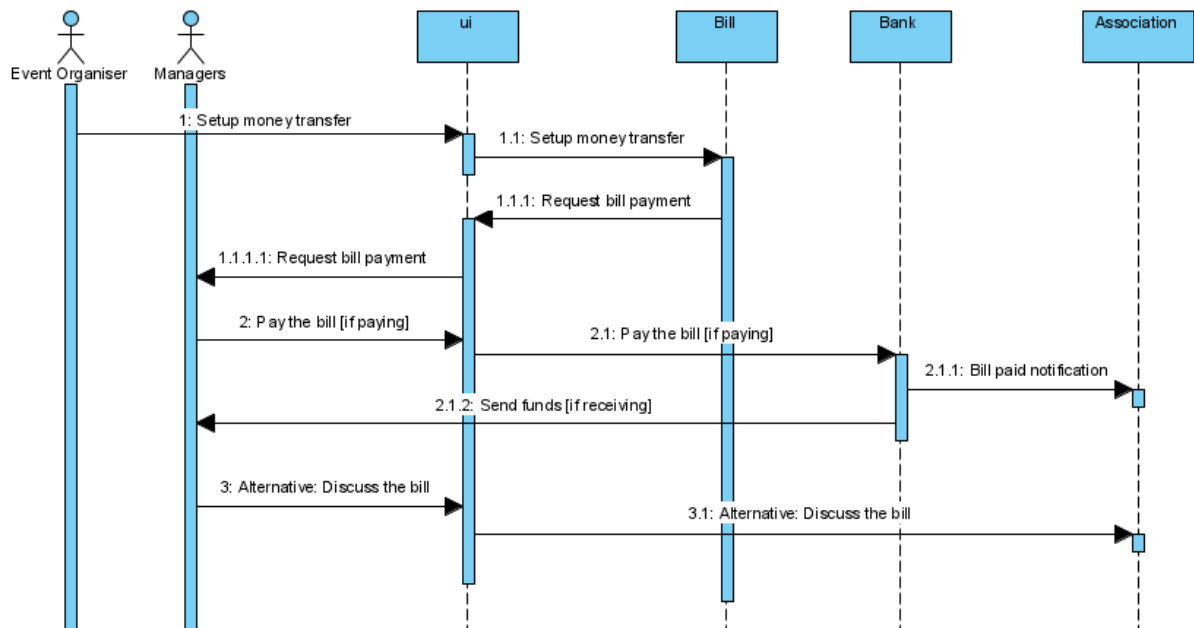 ui
Bill
Bank
Association
Event Organiser
Managers
1: Setup money transfer
1.1: Setup money transfer
1.1.1: Request bill payment
1.1.1.1: Request bill payment
2: Pay the bill [if paying]
2.1: Pay the bill [if paying]
2.1.1: Bill paid notification
2.1.2: Send funds [if receiving]
3: Alternative: Discuss the bill
3.1: Alternative: Discuss the bill